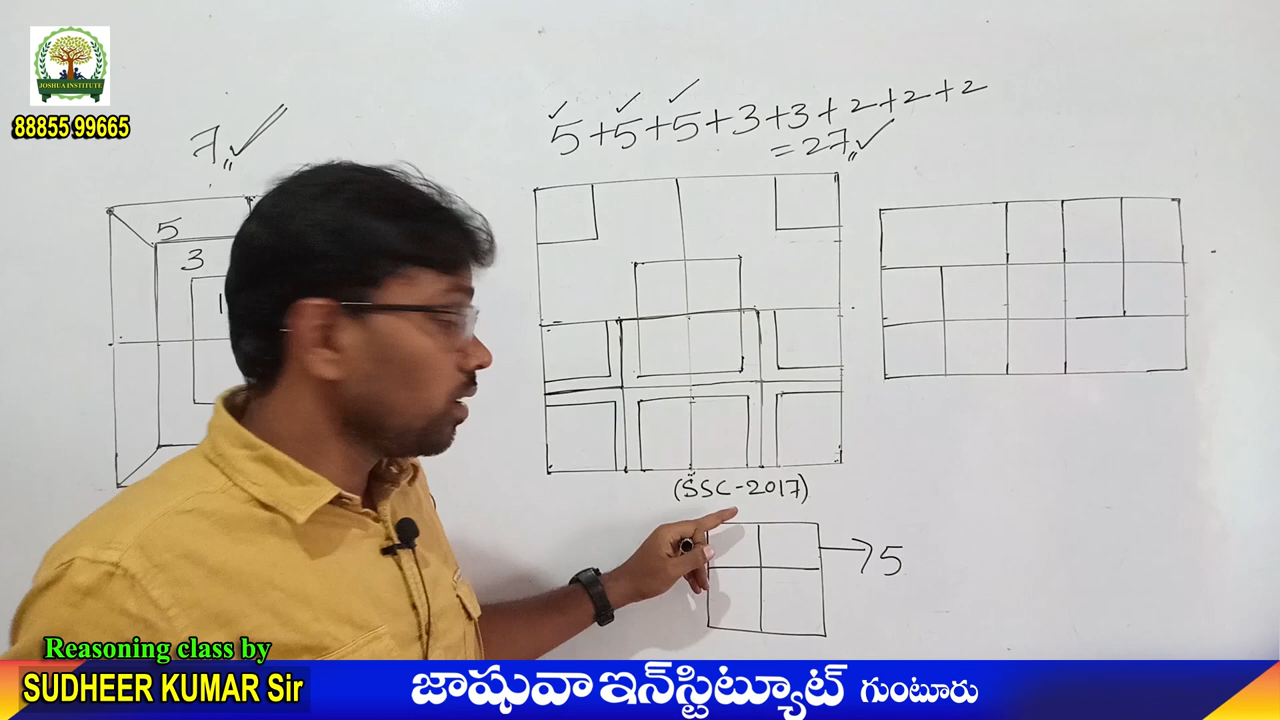 JOSHUA INSTITUTE
88855 99665
7
5+5+5+3+3+2+2+2
=27
5
3
1
(SSC-2017)
5
Reasoning class by
SUDHEER KUMAR Sir
జాషువా ఇన్‌స్టిట్యూట్ గుంటూరు